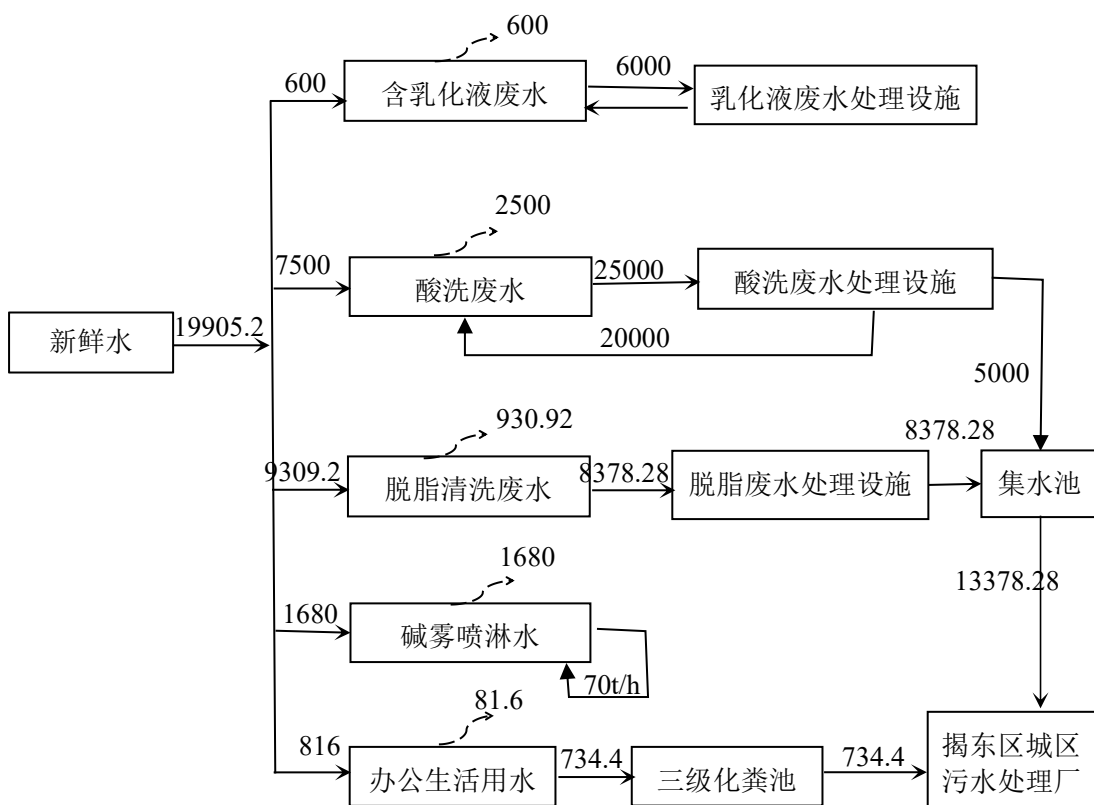 600
600
含乳化液废水
6000
乳化液废水处理设施
2500
7500
酸洗废水
25000
酸洗废水处理设施
新鲜水
19905.2
20000
5000
930.92
8378.28
9309.2
脱脂清洗废水
8378.28
脱脂废水处理设施
集水池
1680
13378.28
1680
碱雾喷淋水
70t/h
81.6
816
办公生活用水
734.4
三级化粪池
734.4
揭东区城区
污水处理厂